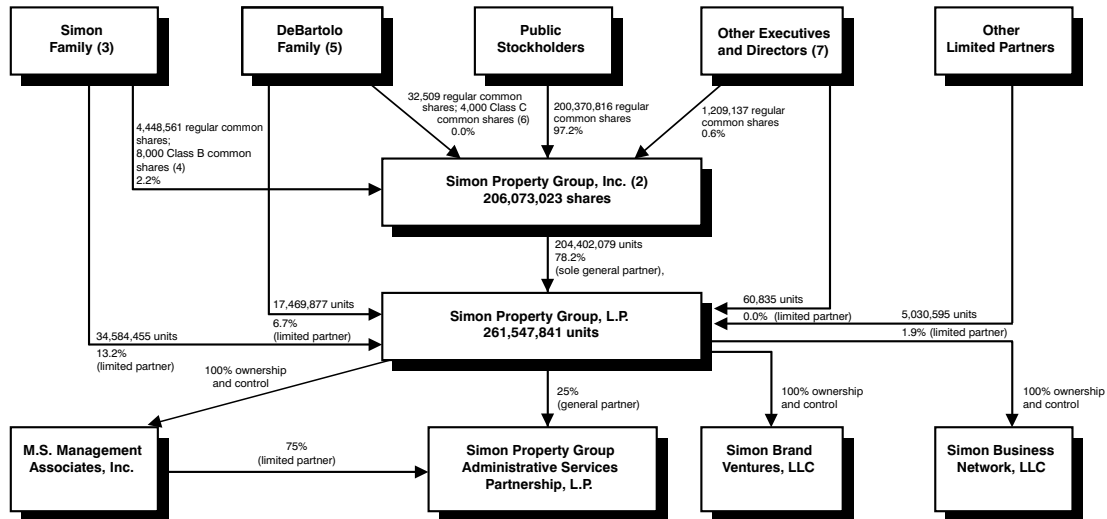 Simon
Family (3)
DeBartolo
Family (5)
Public
Stockholders
Other Executives
and Directors (7)
Other
Limited Partners
4,448,561 regular common
shares;
8,000 Class B common
shares (4)
2.2%
32,509 regular common
shares; 4,000 Class C
common shares (6)
0.0%
200,370,816 regular
common shares
97.2%
1,209,137 regular
common shares
0.6%
Simon Property Group, Inc. (2)
206,073,023 shares
204,402,079 units
78.2%
(sole general partner),
34,584,455 units
13.2%
(limited partner)
17,469,877 units
6.7%
(limited partner)
Simon Property Group, L.P.
261,547,841 units
60,835 units
0.0% (limited partner)
5,030,595 units
1.9% (limited partner)
100% ownership
and control
25%
(general partner)
100% ownership
and control
100% ownership
and control
M.S. Management
Associates, Inc.
75%
(limited partner)
Simon Property Group
Administrative Services
Partnership, L.P.
Simon Brand
Ventures, LLC
Simon Business
Network, LLC